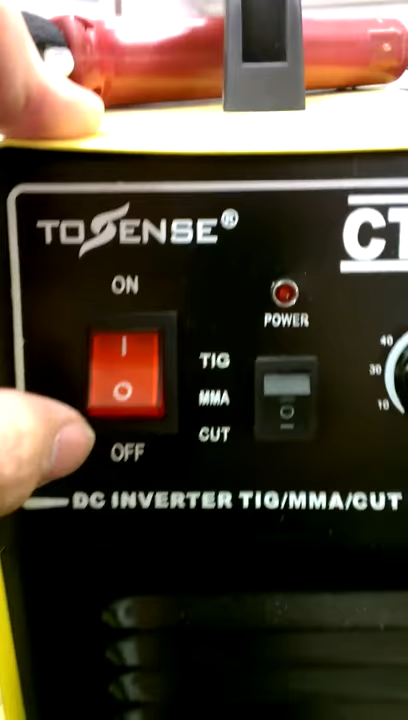 TOSENSE®
CT
ON
POWER
I
O
TIG
MMA
CUT
OFF
40
30
10
DC INVERTER TIG/MMA/CUT